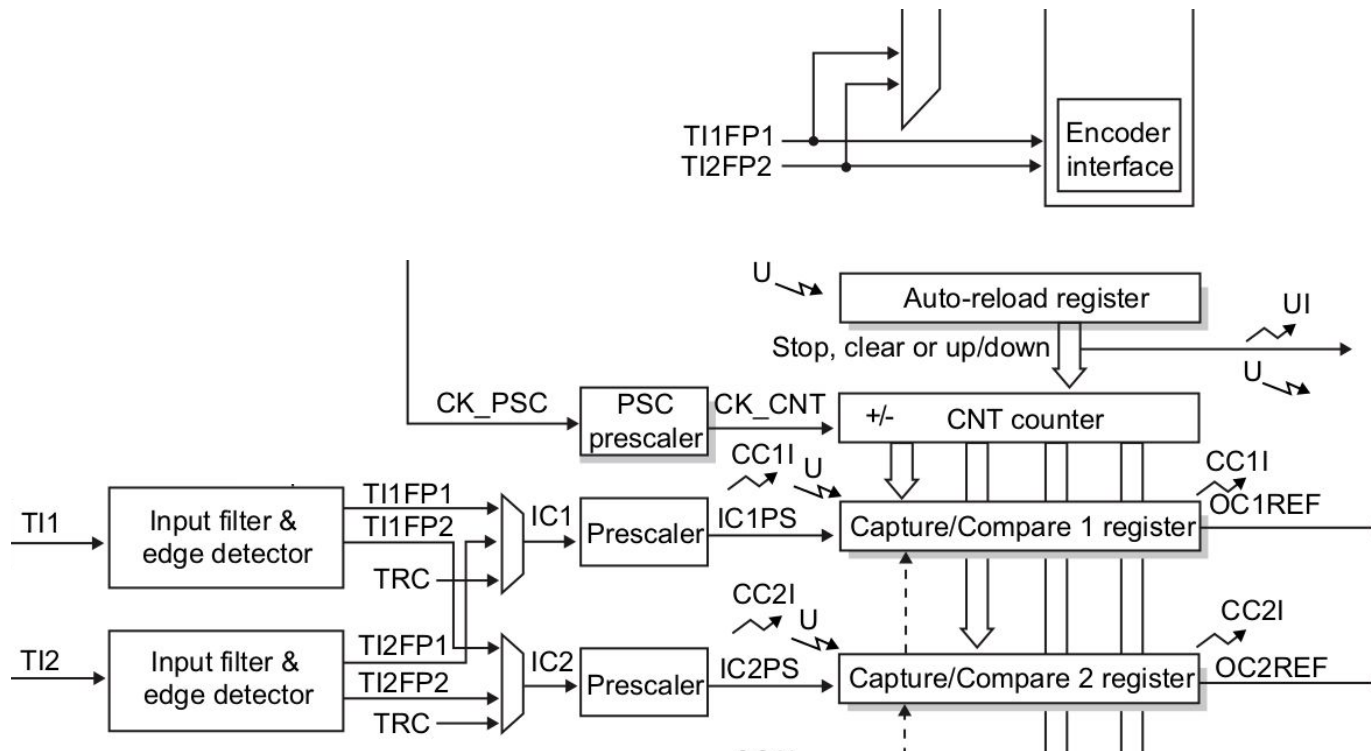 TI1FP1
TI2FP2
Encoder
interface
U
Auto-reload register
UI
Stop, clear or up/down
U
CK_PSC
PSC
prescaler
CK_CNT
+/-
CNT counter
CC1I
U
CC1I
TI1
Input filter &
edge detector
TI1FP1
TI1FP2
TRC
IC1
Prescaler
IC1PS
Capture/Compare 1 register
OC1REF
CC2I
U
CC2I
TI2
Input filter &
edge detector
TI2FP1
TI2FP2
TRC
IC2
Prescaler
IC2PS
Capture/Compare 2 register
OC2REF